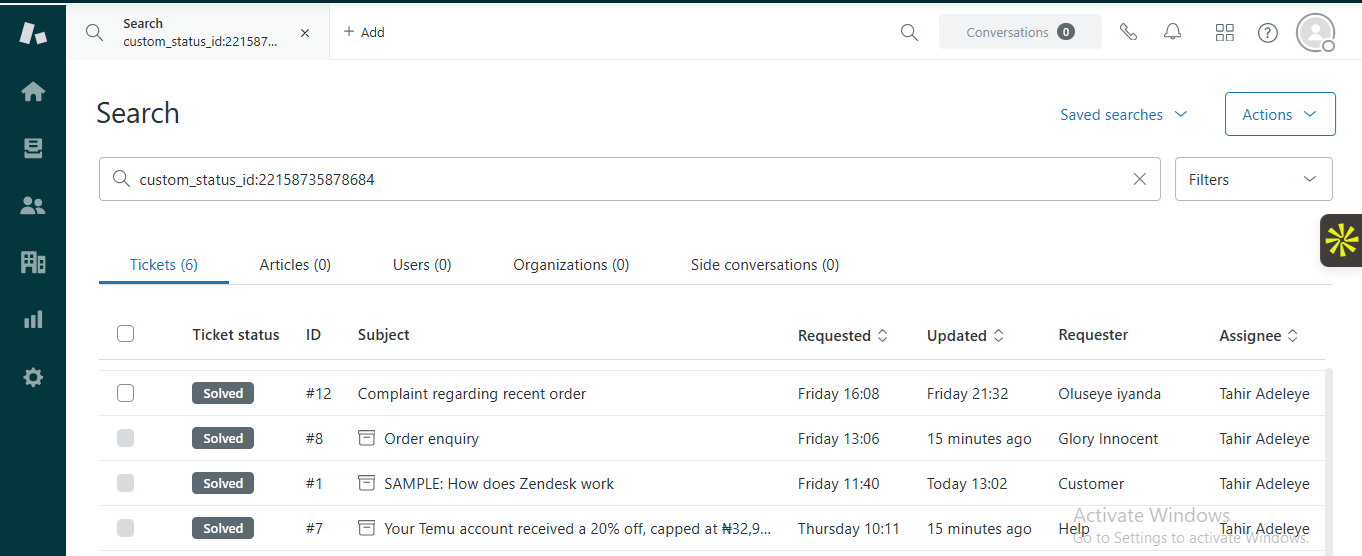 Search
custom_status_id:221587...
Add
Conversations 0
Search
Saved searches
Actions
custom_status_id:22158735878684
Filters
Tickets (6) Articles (0) Users (0) Organizations (0) Side conversations (0)
Ticket status ID Subject Requested Updated Requester Assignee
Solved #12 Complaint regarding recent order Friday 16:08 Friday 21:32 Oluseye iyanda Tahir Adeleye
Solved #8 Order enquiry Friday 13:06 15 minutes ago Glory Innocent Tahir Adeleye
Solved #1 SAMPLE: How does Zendesk work Friday 11:40 Today 13:02 Customer Tahir Adeleye
Solved #7 Your Temu account received a 20% off, capped at ₦32,9... Thursday 10:11 15 minutes ago Help Tahir Adeleye
Activate Windows
Go to Settings to activate Windows.